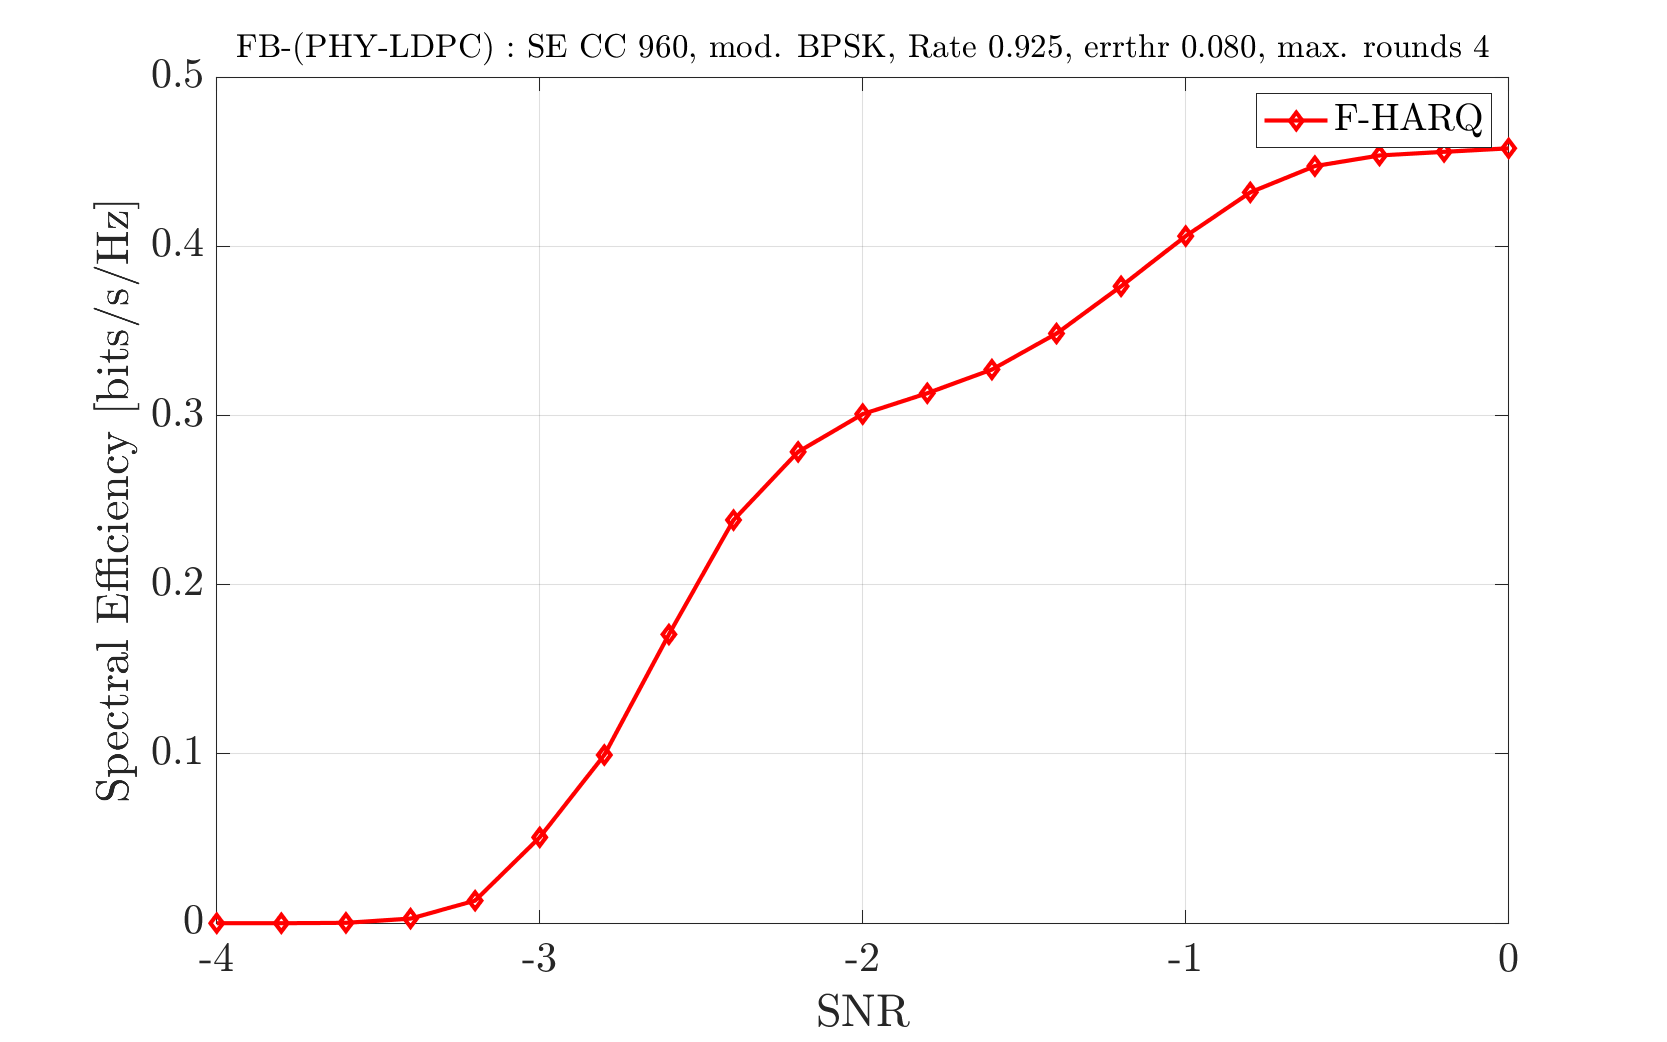 FB-(PHY-LDPC) : SE CC 960, mod. BPSK, Rate 0.925, errthr 0.080, max. rounds 4
F-HARQ
Spectral Efficiency [bits/s/Hz]
0.5
0.4
0.3
0.2
0.1
0
-4 -3 -2 -1 0
SNR